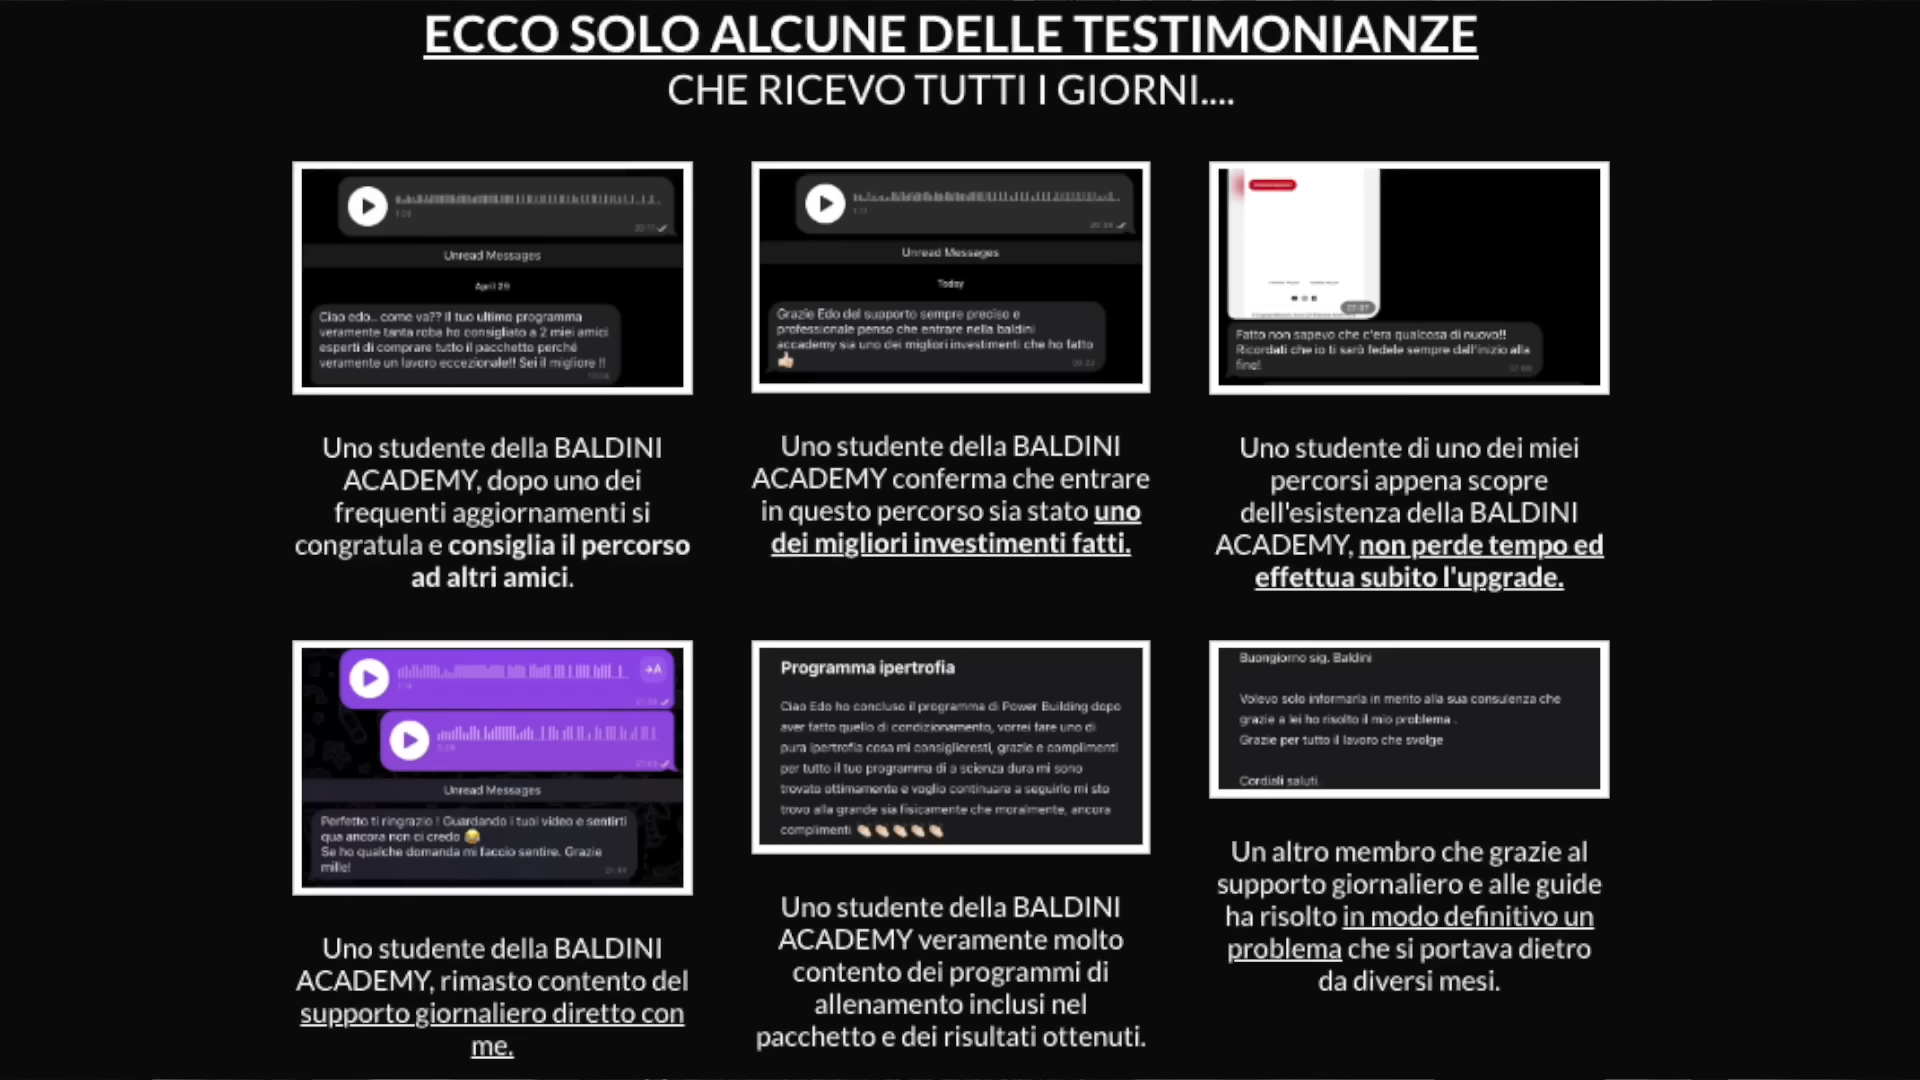 ECCO SOLO ALCUNE DELLE TESTIMONIANZE
CHE RICEVO TUTTI I GIORNI....
Unread Messages
April 29
Ciao edo.. come va?? Il tuo ultimo programma
veramente tanta roba ho consigliato a 2 miei amici
esperti di comprare tutto il pacchetto perché
veramente un lavoro eccezionale!! Sei il migliore !!
Uno studente della BALDINI
ACADEMY, dopo uno dei
frequenti aggiornamenti si
congratula e consiglia il percorso
ad altri amici.
Unread Messages
Today
Grazie Edo del supporto sempre preciso e
professionale penso che entrare nella baldini
accademy sia uno dei migliori investimenti che ho fatto
👍🏻
Uno studente della BALDINI
ACADEMY conferma che entrare
in questo percorso sia stato uno
dei migliori investimenti fatti.
Fatto non sapevo che c'era qualcosa di nuovo!!
Ricordati che io ti sarò fedele sempre dall'inizio alla
fine!
Uno studente di uno dei miei
percorsi appena scopre
dell'esistenza della BALDINI
ACADEMY, non perde tempo ed
effettua subito l'upgrade.
→A
Unread Messages
Perfetto ti ringrazio ! Guardando i tuoi video e sentirti
qua ancora non ci credo 😂
Se ho qualche domanda mi faccio sentire. Grazie
mille!
Uno studente della BALDINI
ACADEMY, rimasto contento del
supporto giornaliero diretto con
me.
Programma ipertrofia
Ciao Edo ho concluso il programma di Power Building dopo
aver fatto quello di condizionamento, vorrei fare uno di
pura ipertrofia cosa mi consiglieresti, grazie e complimenti
per tutto il tuo programma di a scienza dura mi sono
trovato ottimamente e voglio continuare a seguirlo mi sto
trovo alla grande sia fisicamente che moralmente, ancora
complimenti 👏🏻👏🏻👏🏻👏🏻👏🏻
Uno studente della BALDINI
ACADEMY veramente molto
contento dei programmi di
allenamento inclusi nel
pacchetto e dei risultati ottenuti.
Buongiorno sig. Baldini
Volevo solo informarla in merito alla sua consulenza che
grazie a lei ho risolto il mio problema .
Grazie per tutto il lavoro che svolge
Cordiali saluti.
Un altro membro che grazie al
supporto giornaliero e alle guide
ha risolto in modo definitivo un
problema che si portava dietro
da diversi mesi.